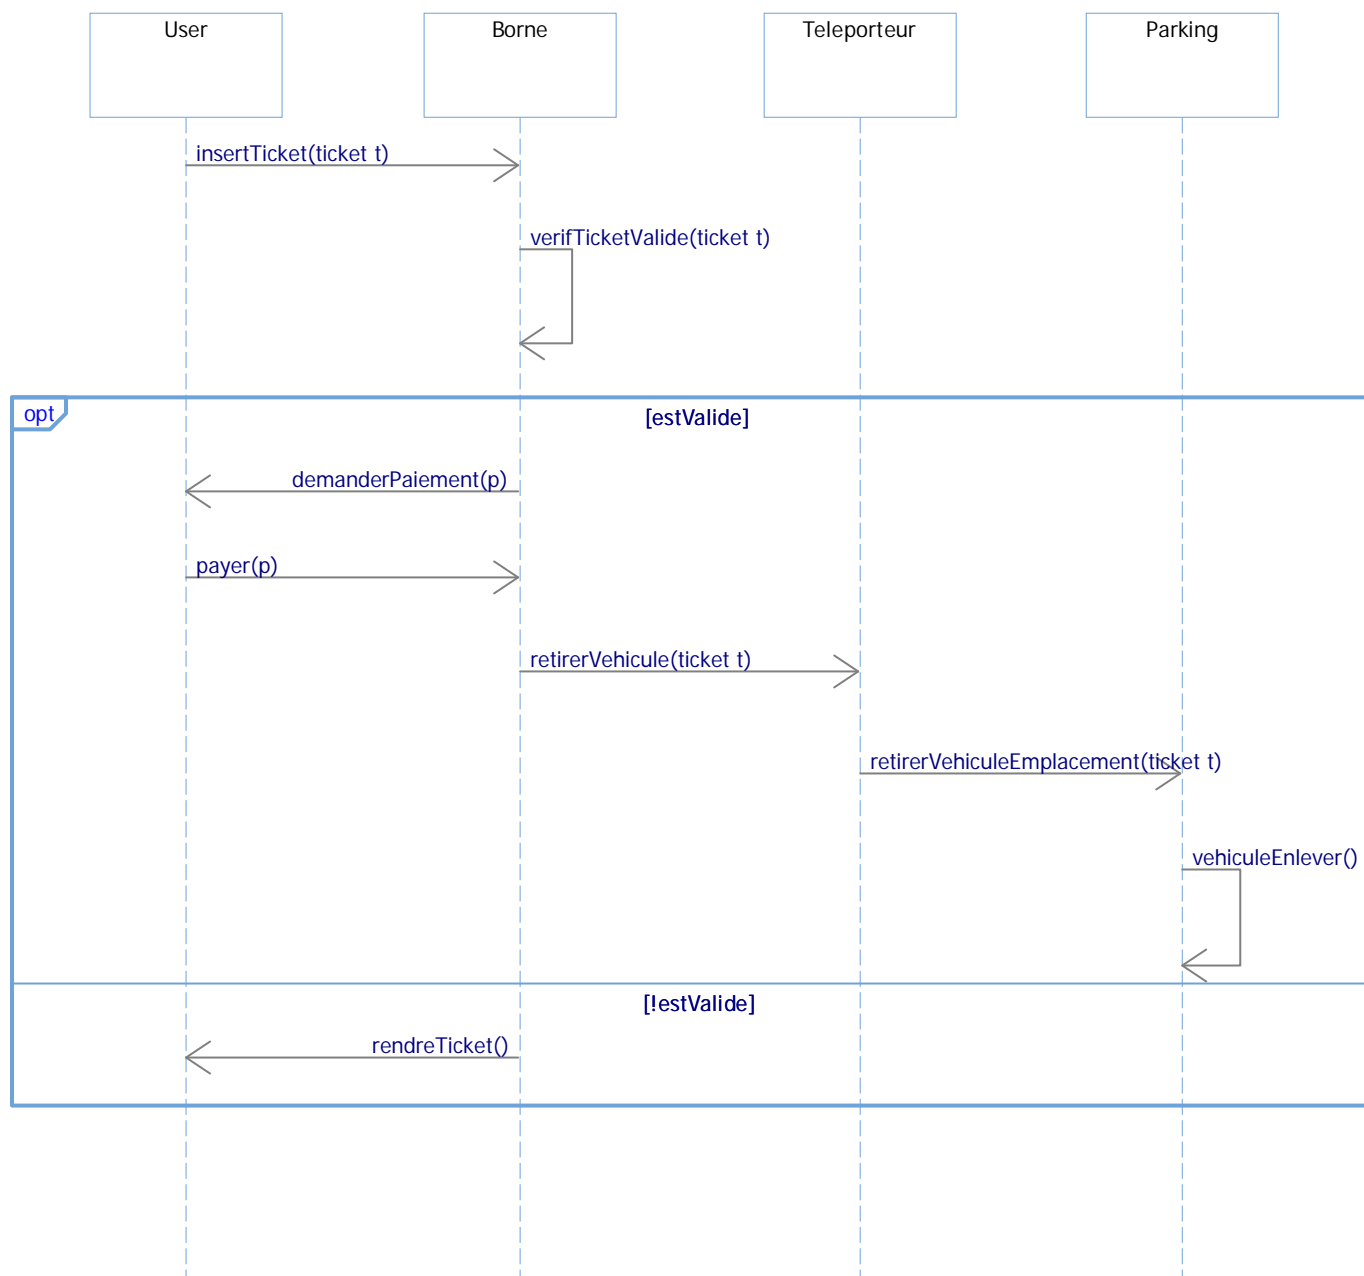 User
Borne
Teleporteur
Parking
insertTicket(ticket t)
verifTicketValide(ticket t)
opt
[estValide]
demanderPaiement(p)
payer(p)
retirerVehicule(ticket t)
retirerVehiculeEmplacement(ticket t)
vehiculeEnlever()
[!estValide]
rendreTicket()